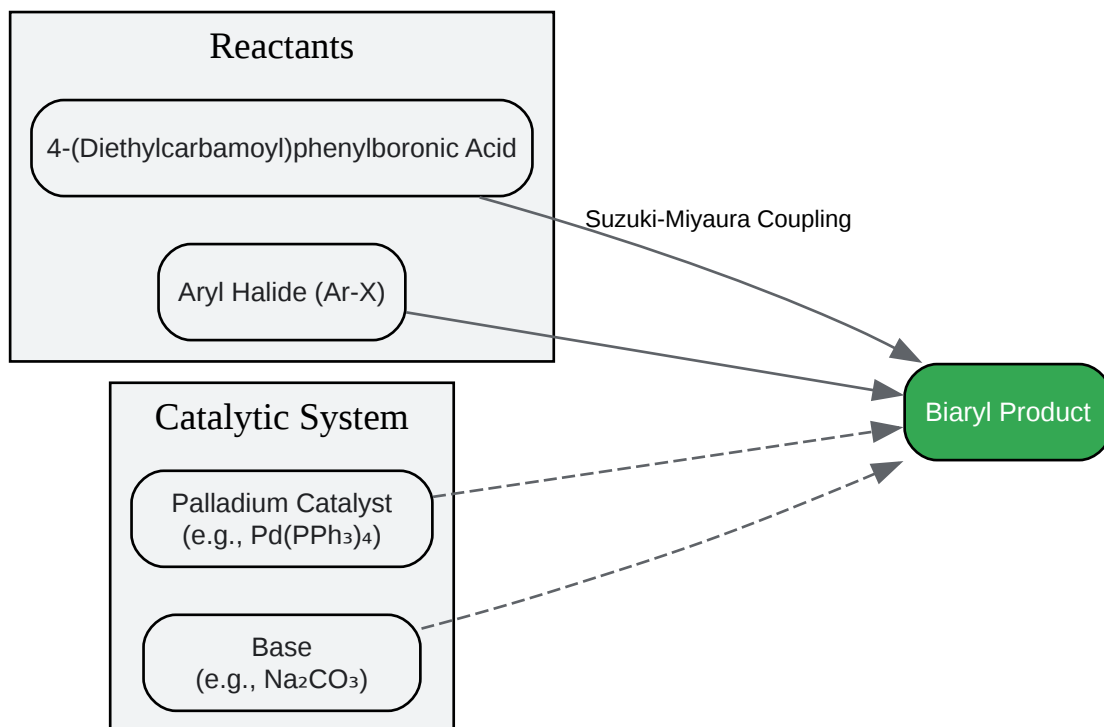 Reactants
4-(Diethylcarbamoyl)phenylboronic Acid
Suzuki-Miyaura Coupling
Aryl Halide (Ar-X)
Biaryl Product
Catalytic System
Palladium Catalyst
(e.g., Pd(PPh₃)₄)
Base
(e.g., Na₂CO₃)